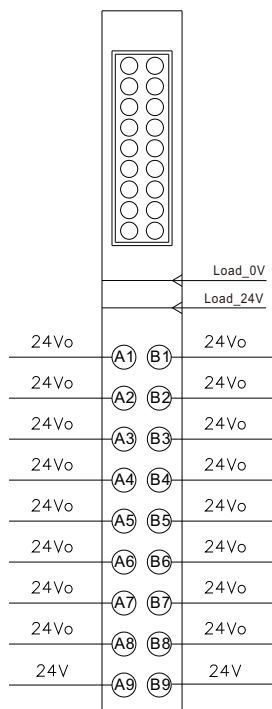 Load_0V
Load_24V
24Vo A1 B1 24Vo
24Vo A2 B2 24Vo
24Vo A3 B3 24Vo
24Vo A4 B4 24Vo
24Vo A5 B5 24Vo
24Vo A6 B6 24Vo
24Vo A7 B7 24Vo
24Vo A8 B8 24Vo
24V A9 B9 24V